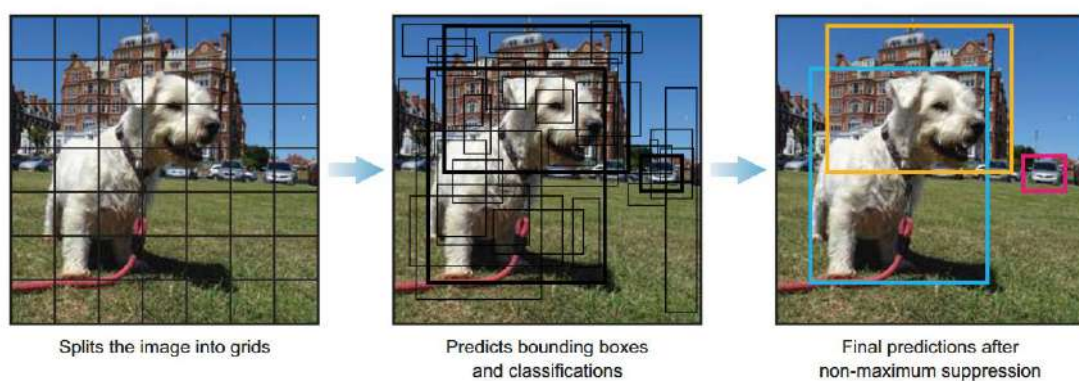 Splits the image into grids
Predicts bounding boxes
and classifications
Final predictions after
non-maximum suppression